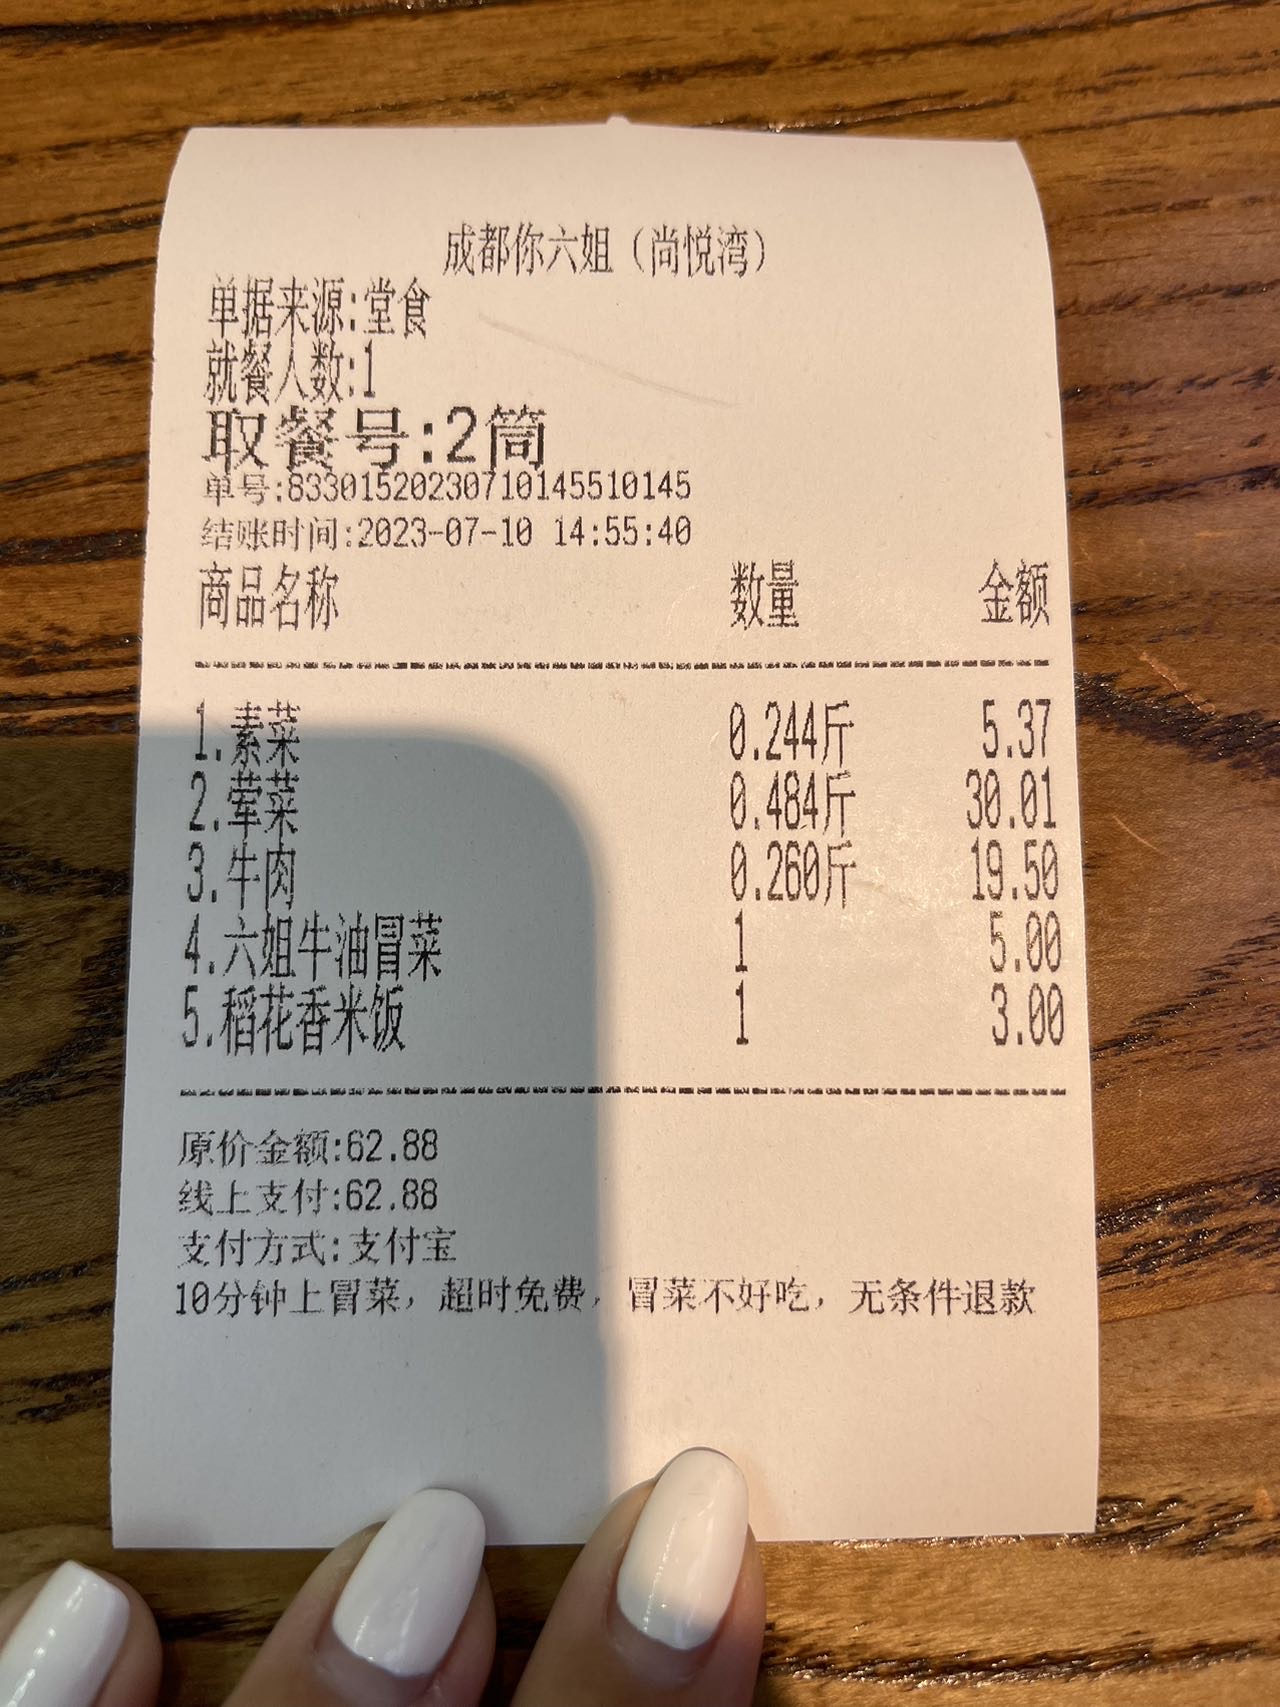 成都你六姐（尚悦湾）
单据来源:堂食
就餐人数:1
取餐号:2筒
单号:83301520230710145510145
结账时间:2023-07-10 14:55:40
商品名称 数量 金额
1.素菜 0.244斤 5.37
2.荤菜 0.484斤 30.01
3.牛肉 0.260斤 19.50
4.六姐牛油冒菜 1 5.00
5.稻花香米饭 1 3.00
原价金额:62.88
线上支付:62.88
支付方式:支付宝
10分钟上冒菜，超时免费，冒菜不好吃，无条件退款